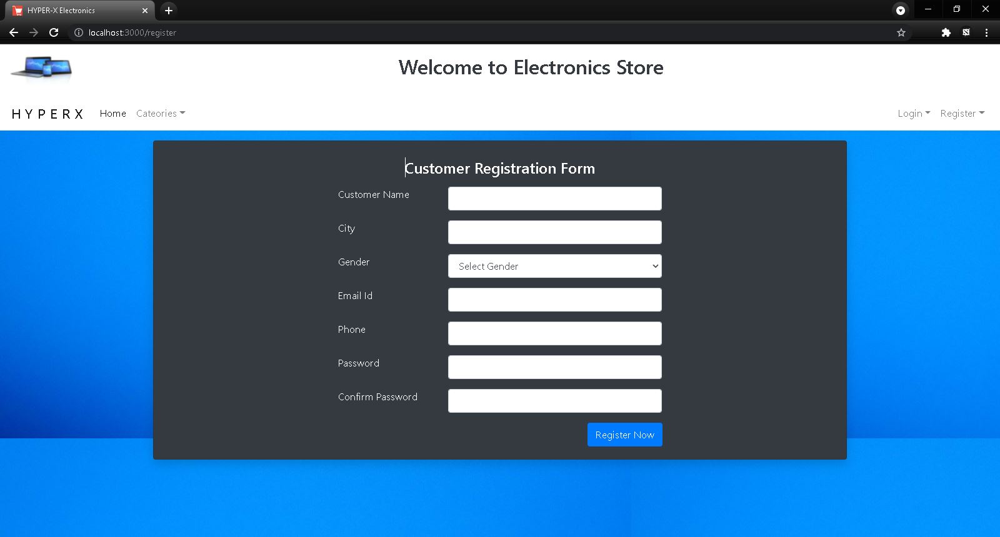 HYPER-X Electronics
localhost:3000/register
Welcome to Electronics Store
HYPERX Home Cateories Login Register
Customer Registration Form
Customer Name
City
Gender Select Gender
Email Id
Phone
Password
Confirm Password
Register Now